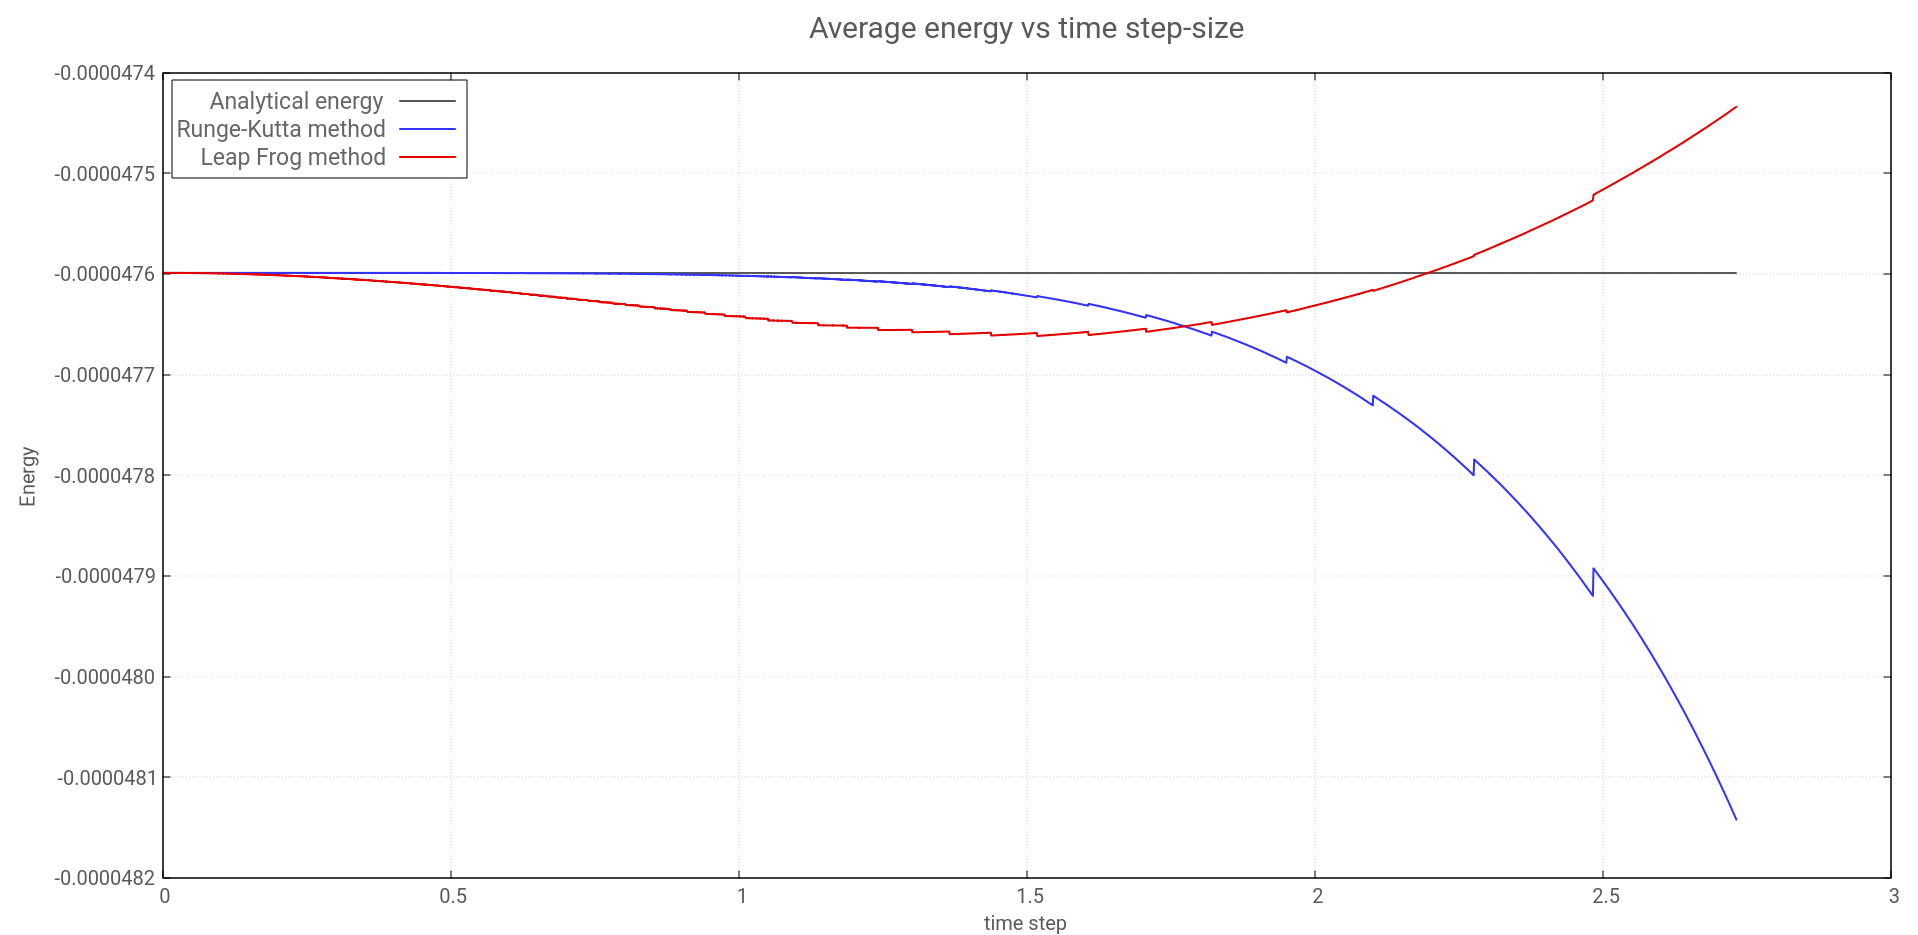 Average energy vs time step-size
-0.0000474
Analytical energy
Runge-Kutta method
Leap Frog method
-0.0000475
-0.0000476
-0.0000477
-0.0000478
-0.0000479
-0.0000480
-0.0000481
-0.0000482
Energy
0 0.5 1 1.5 2 2.5 3
time step